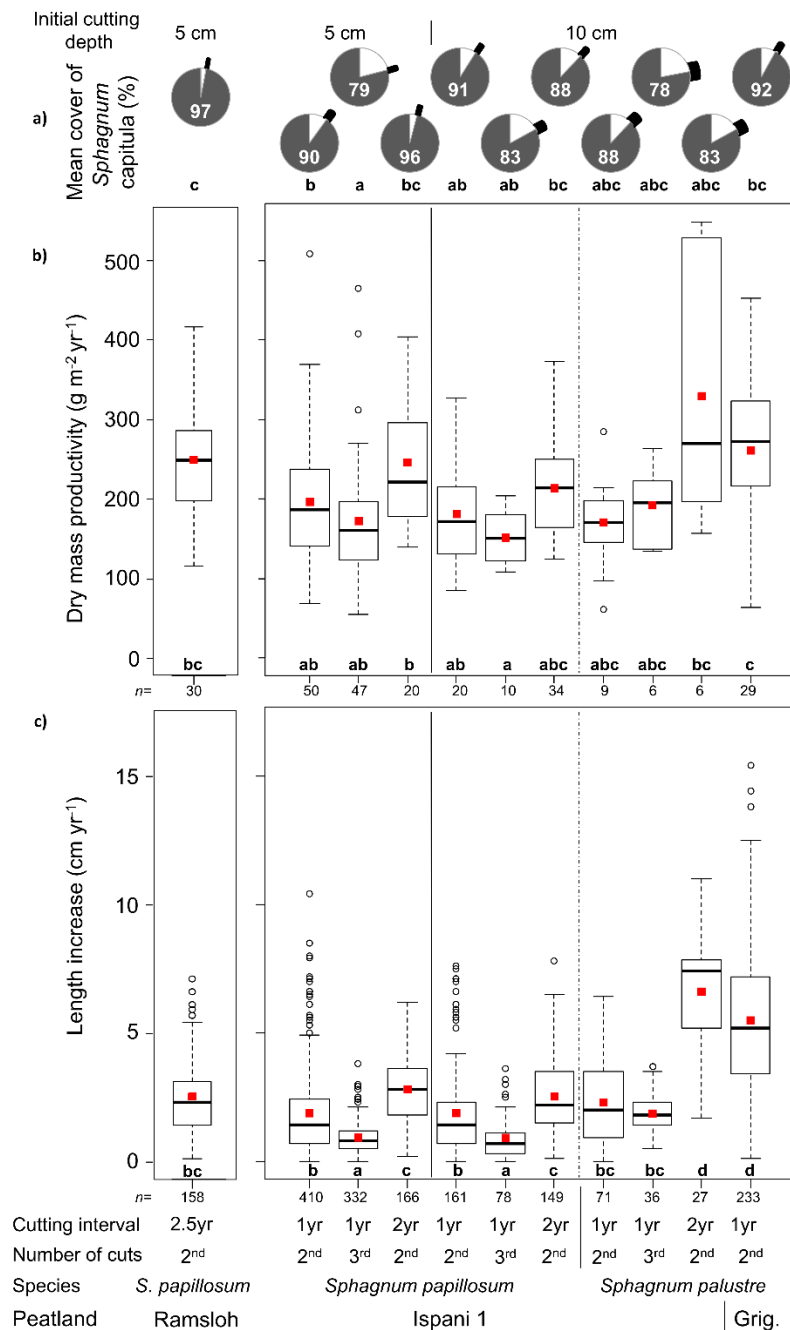 Initial cutting depth
5 cm 5 cm 10 cm
a)
Mean cover of Sphagnum capitula (%)
97
79 91 88 78 92
90 96 83 88 83
c b a bc ab ab bc abc abc abc bc
b)
Dry mass productivity (g m-2 yr-1)
500
400
300
200
100
0
bc ab ab b ab a abc abc abc bc c
n= 30 50 47 20 20 10 34 9 6 6 29
c)
Length increase (cm yr-1)
15
10
5
0
bc b a c b a c bc bc d d
n= 158 410 332 166 161 78 149 71 36 27 233
Cutting interval 2.5yr 1yr 1yr 2yr 1yr 1yr 2yr 1yr 1yr 2yr 1yr
Number of cuts 2nd 2nd 3rd 2nd 2nd 3rd 2nd 2nd 3rd 2nd 2nd
Species S. papillosum Sphagnum papillosum Sphagnum palustre
Peatland Ramsloh Ispani 1 Grig.